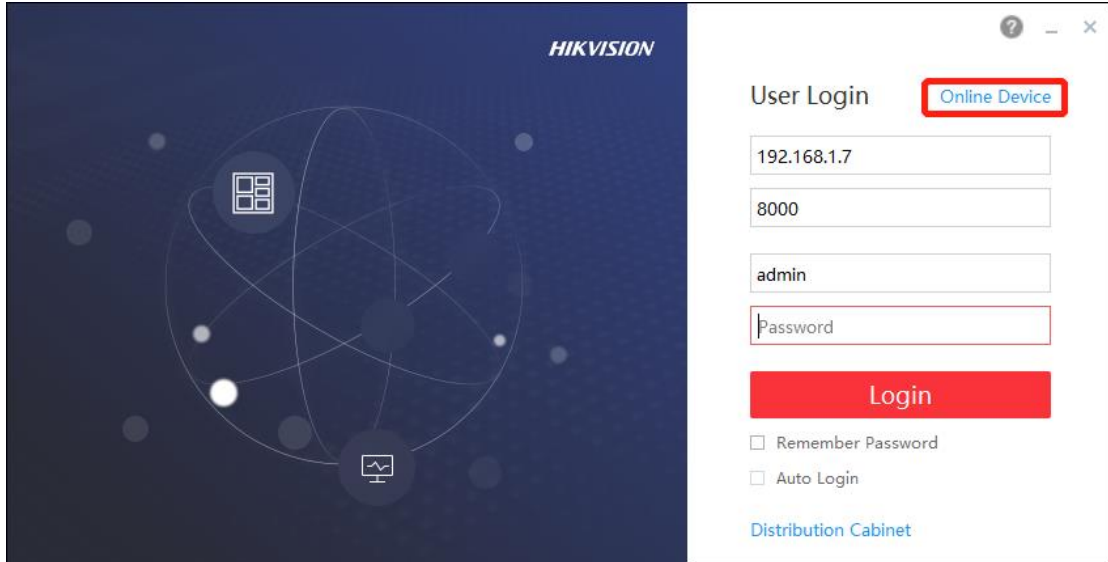 HIKVISION
?
User Login
Online Device
192.168.1.7
8000
admin
Password
Login
Remember Password
Auto Login
Distribution Cabinet